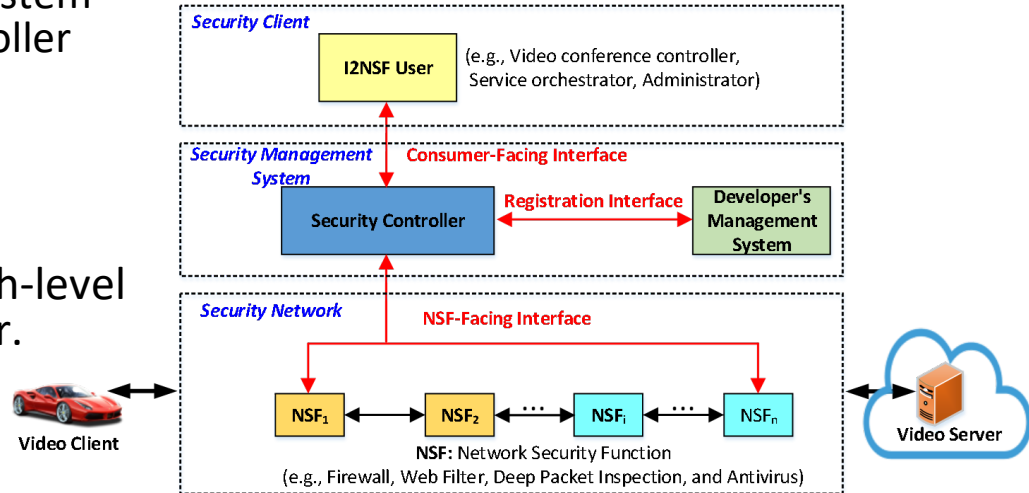 stem
oller
h-level
r.
Security Client
I2NSF User
(e.g., Video conference controller,
Service orchestrator, Administrator)
Security Management
System
Consumer-Facing Interface
Security Controller
Registration Interface
Developer's
Management
System
Security Network
NSF-Facing Interface
NSF₁
NSF₂
...
NSFᵢ
...
NSFₙ
Video Client
Video Server
NSF: Network Security Function
(e.g., Firewall, Web Filter, Deep Packet Inspection, and Antivirus)